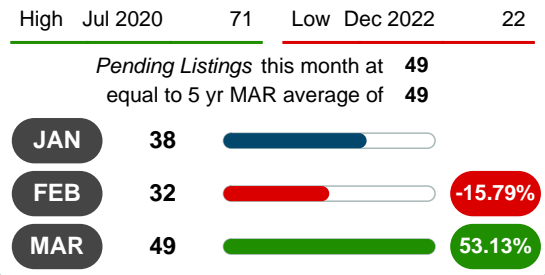 High Jul 2020 71 Low Dec 2022 22
Pending Listings this month at 49
equal to 5 yr MAR average of 49
JAN 38
FEB 32 -15.79%
MAR 49 53.13%